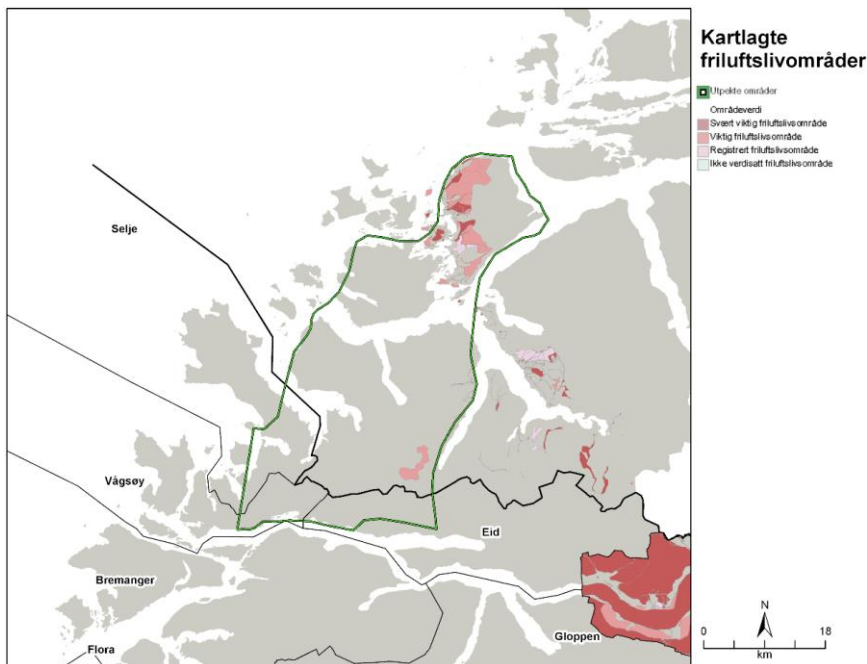 Kartlagte
friluftslivområder
Utpekte områder
Områdeverdi
Svært viktig friluftslivsområde
Viktig friluftslivsområde
Registrert friluftslivsområde
Ikke verdisatt friluftslivsområde
Selje
Vågsøy
Eid
Bremanger
Gloppen
Flora
N
0 18
km